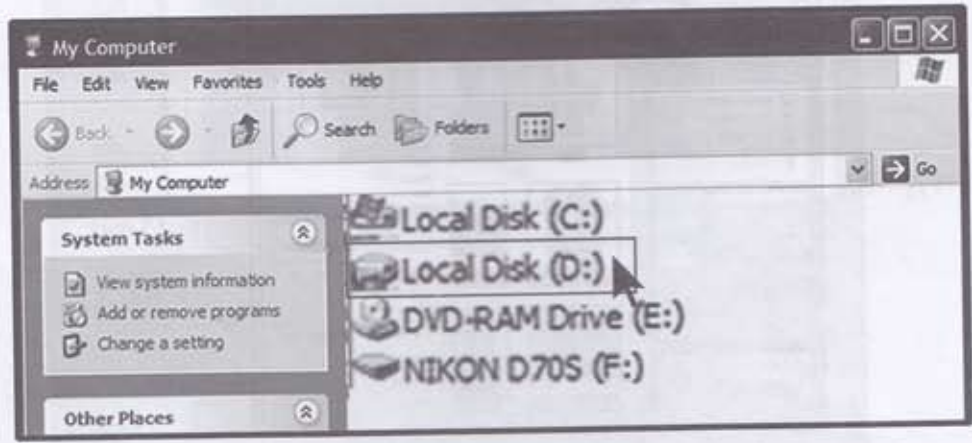 My Computer
File Edit View Favorites Tools Help
Back Search Folders
Address My Computer Go
System Tasks
View system information
Add or remove programs
Change a setting
Other Places
Local Disk (C:)
Local Disk (D:)
DVD-RAM Drive (E:)
NIKON D70S (F:)